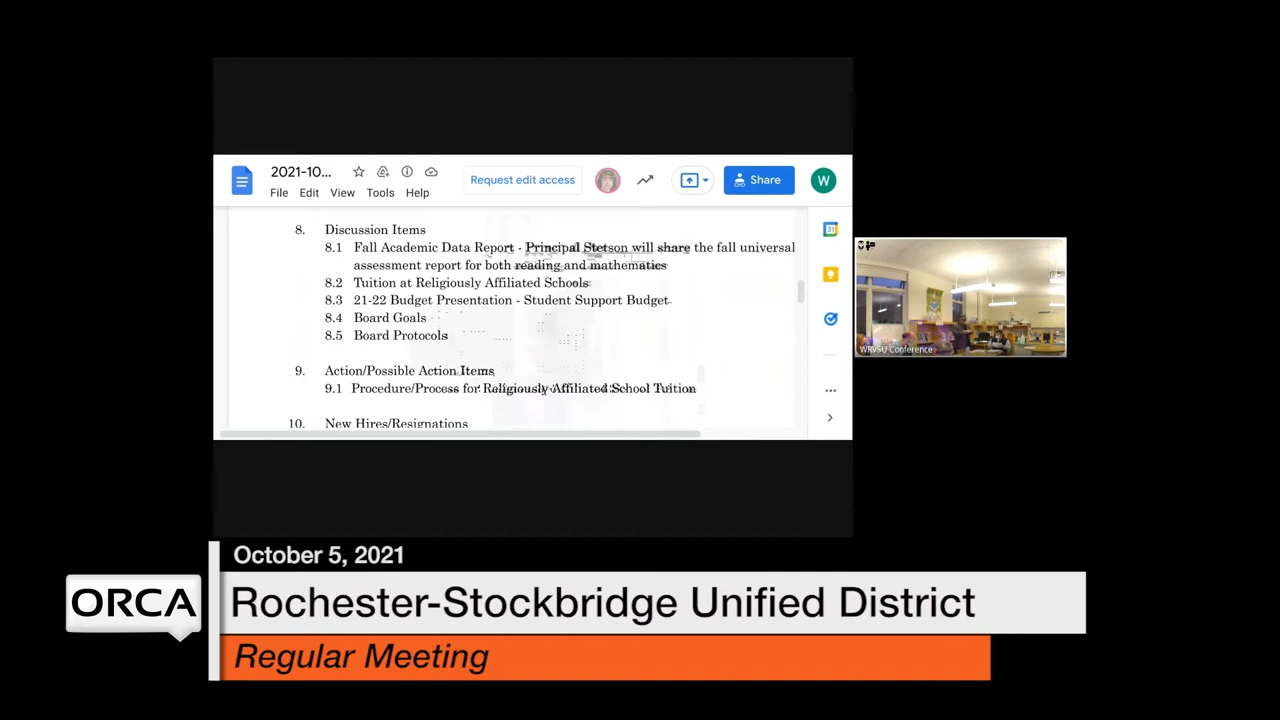 2021-10...
Request edit access
Share
W
File Edit View Tools Help
31
8. Discussion Items
8.1 Fall Academic Data Report - Principal Stetson will share the fall universal
assessment report for both reading and mathematics
8.2 Tuition at Religiously Affiliated Schools
8.3 21-22 Budget Presentation - Student Support Budget
8.4 Board Goals
8.5 Board Protocols
9. Action/Possible Action Items
9.1 Procedure/Process for Religiously Affiliated School Tuition
10. New Hires/Resignations
WRVSU Conference
October 5, 2021
ORCA
Rochester-Stockbridge Unified District
Regular Meeting